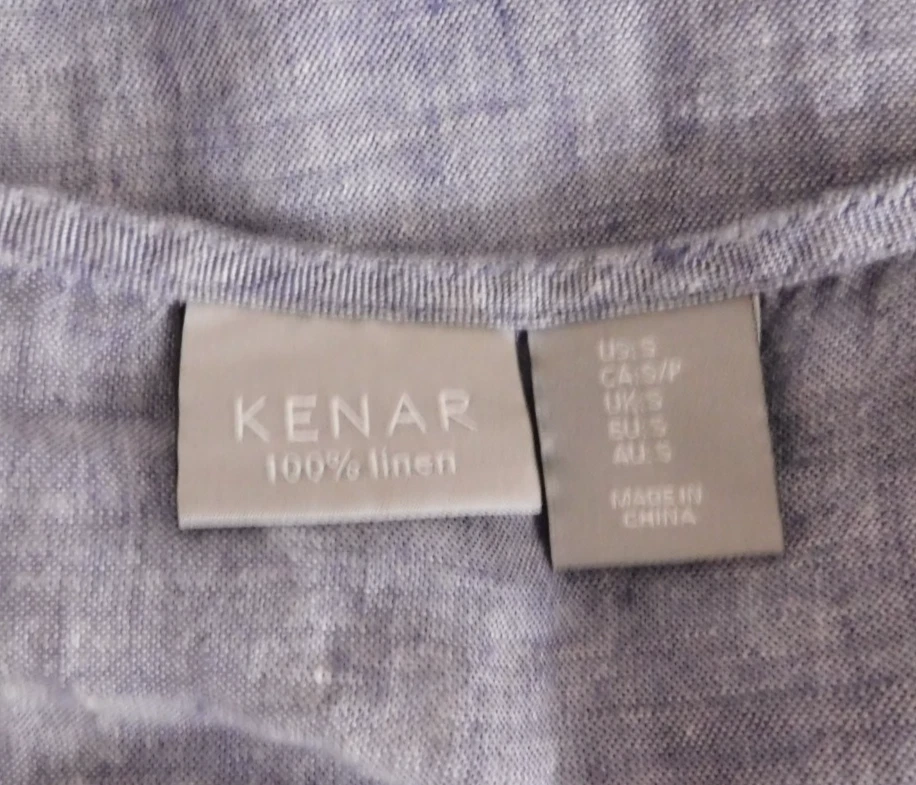 KENAR
100% linen
US: S
CA: S/P
UK: S
EU: S
AU: S
MADE IN
CHINA